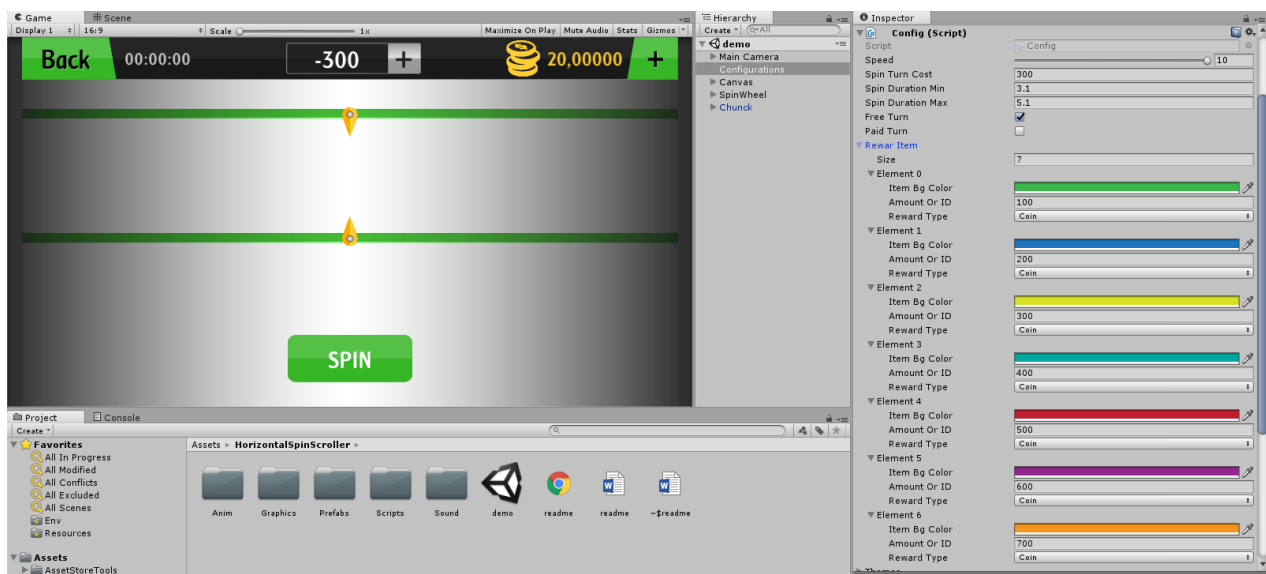 Game
Scene
Display 1
16:9
Scale
1x
Maximize On Play
Mute Audio
Stats
Gizmos
Back
00:00:00
-300
+
20,00000
+
SPIN
Hierarchy
Create
Q▾All
demo
Main Camera
Configurations
Canvas
SpinWheel
Chunck
Inspector
Config (Script)
Script
Config
Speed
10
Spin Turn Cost
300
Spin Duration Min
3.1
Spin Duration Max
5.1
Free Turn
Paid Turn
Rewar Item
Size
7
Element 0
Item Bg Color
Amount Or ID
100
Reward Type
Coin
Element 1
Item Bg Color
Amount Or ID
200
Reward Type
Coin
Element 2
Item Bg Color
Amount Or ID
300
Reward Type
Coin
Element 3
Item Bg Color
Amount Or ID
400
Reward Type
Coin
Element 4
Item Bg Color
Amount Or ID
500
Reward Type
Coin
Element 5
Item Bg Color
Amount Or ID
600
Reward Type
Coin
Element 6
Item Bg Color
Amount Or ID
700
Reward Type
Coin
Project
Console
Create
Favorites
All In Progress
All Modified
All Conflicts
All Excluded
All Scenes
Env
Resources
Assets
AssetStoreTools
Assets ▸ HorizontalSpinScroller ▸
Anim
Graphics
Prefabs
Scripts
Sound
demo
readme
readme
~$readme